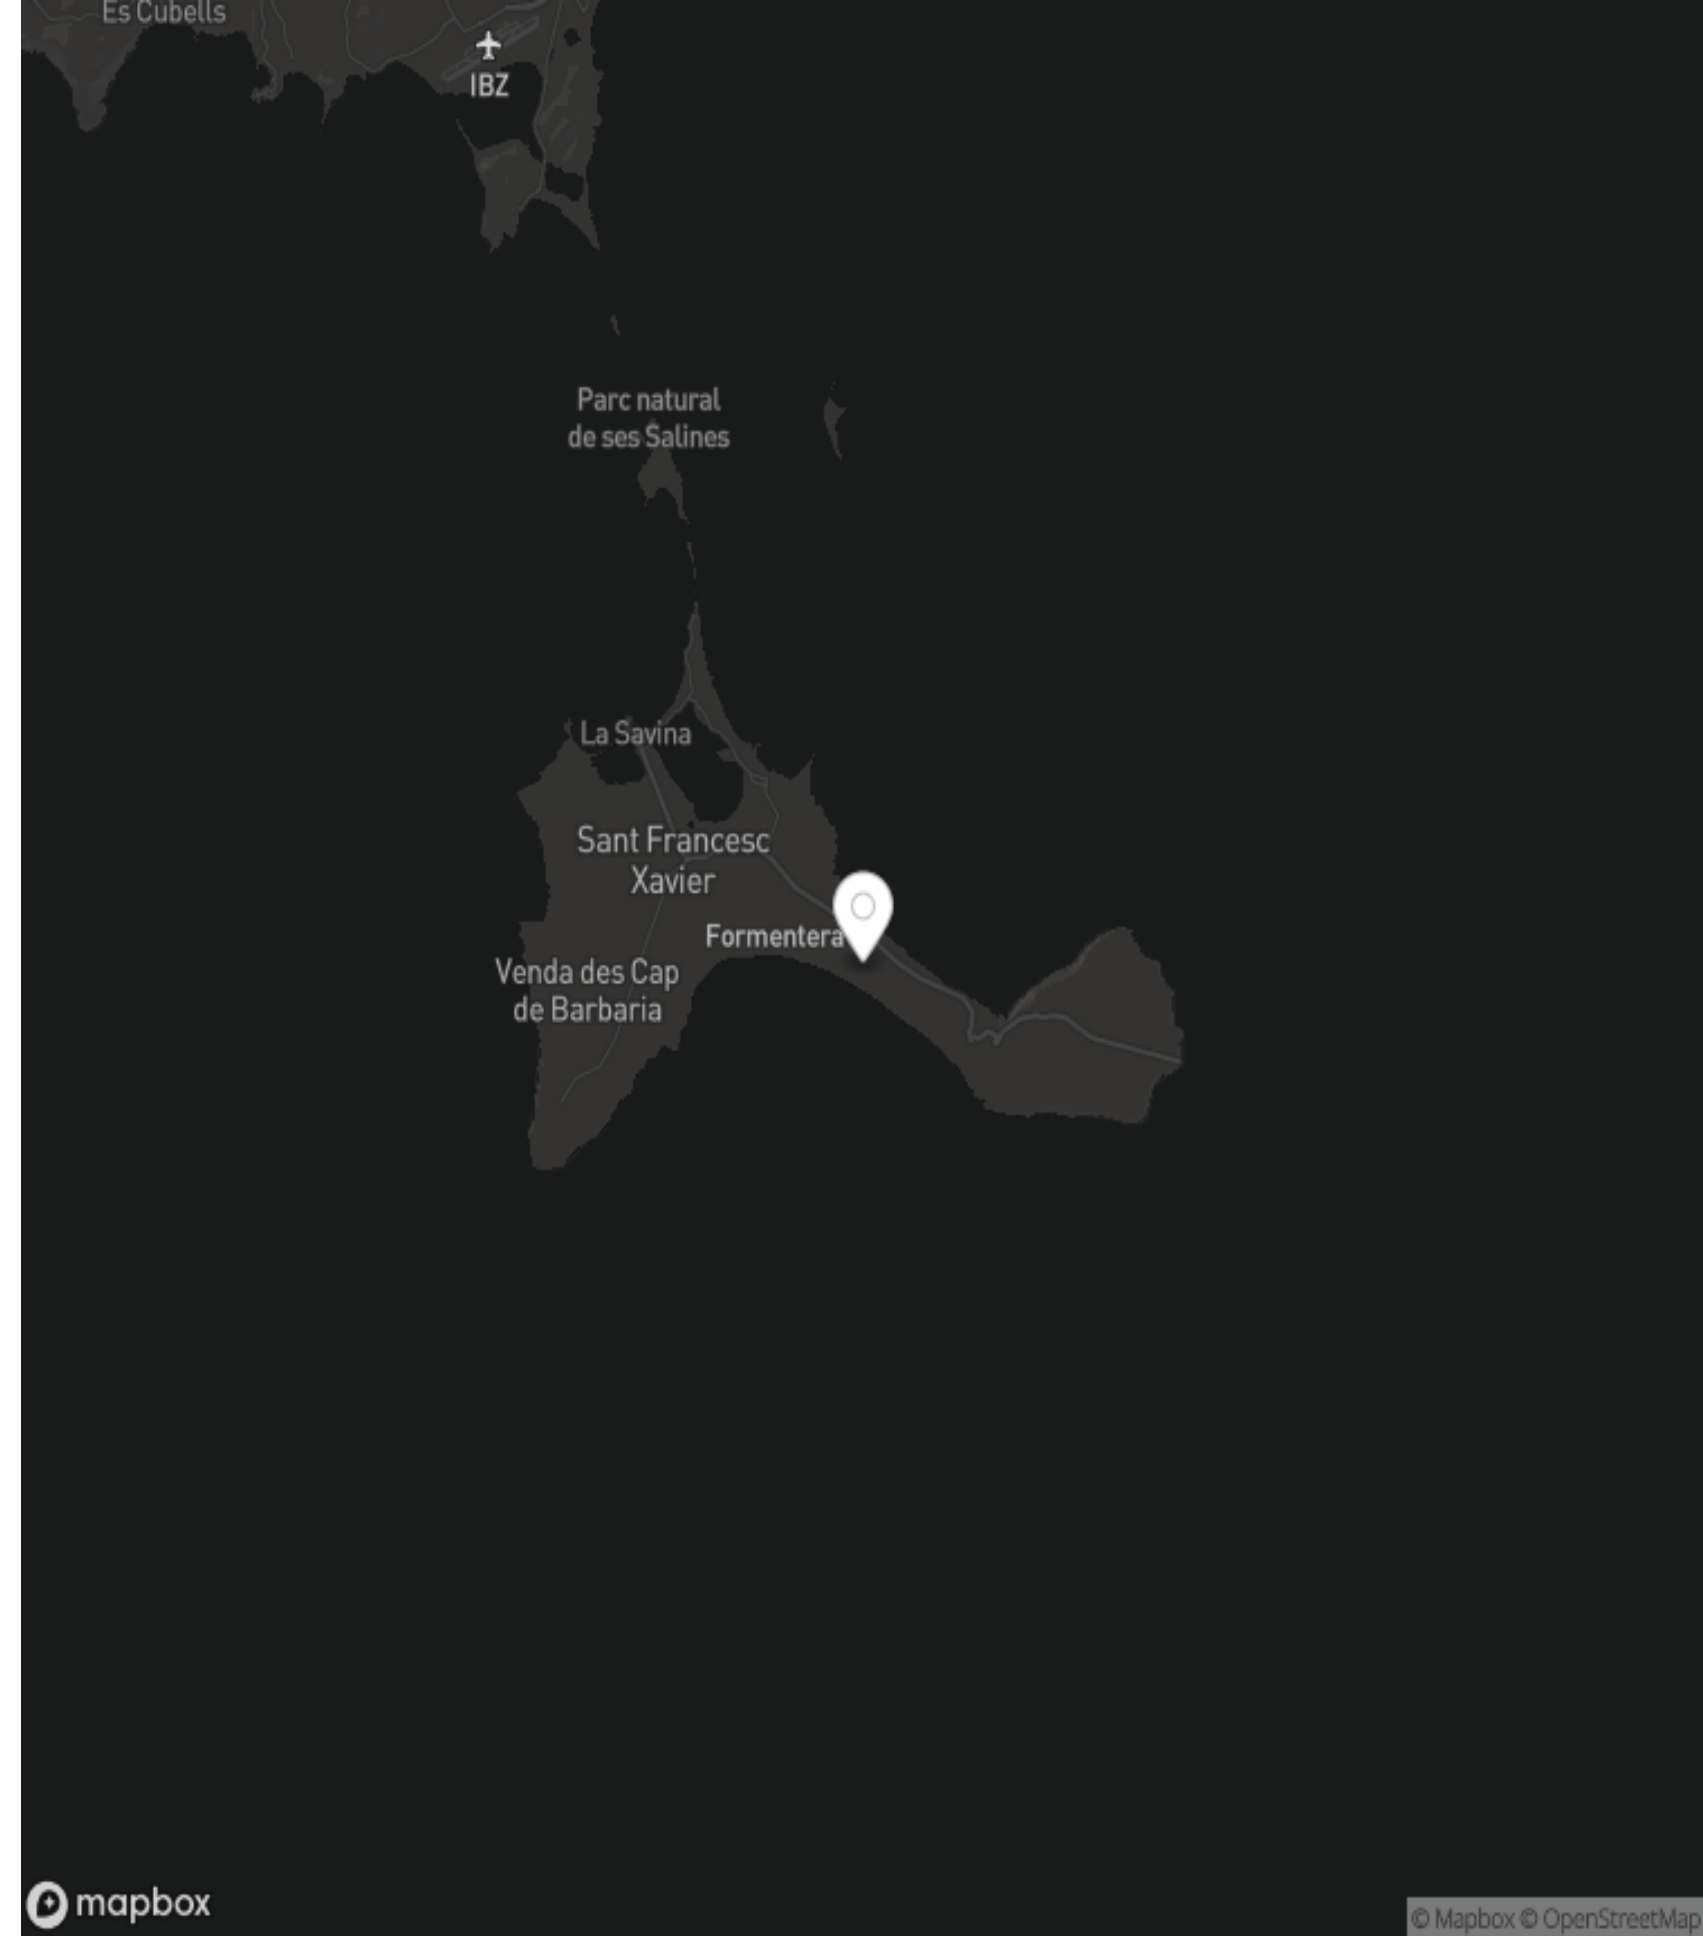 Es Cubells
IBZ
Parc natural
de ses Salines
La Savina
Sant Francesc
Xavier
Formentera
Venda des Cap
de Barbaria
mapbox
© Mapbox © OpenStreetMap